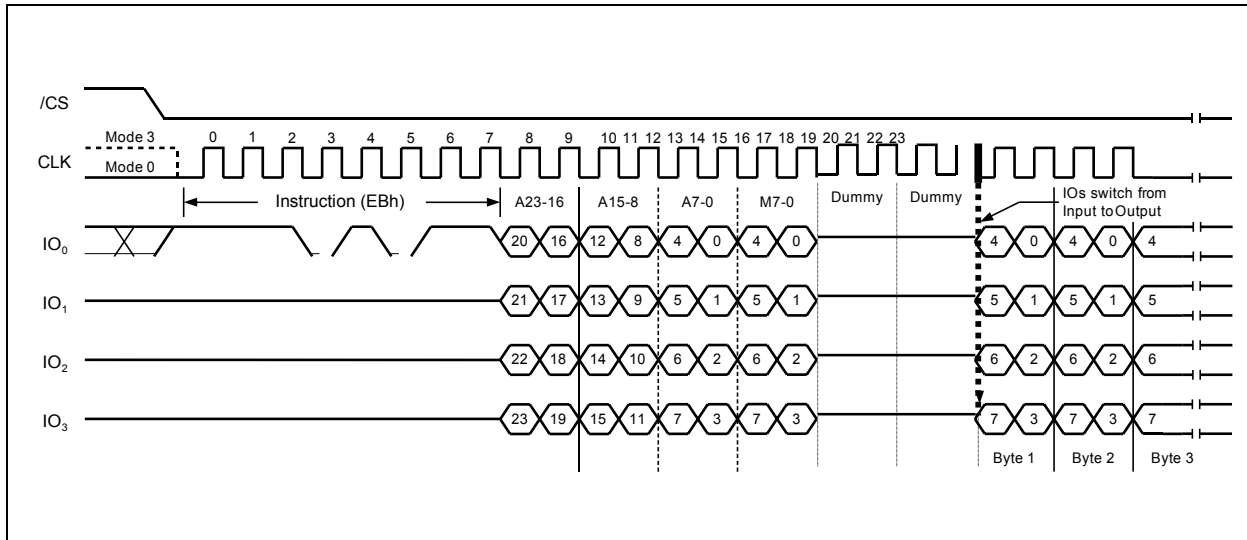 /CS
Mode 3 0 1 2 3 4 5 6 7 8 9 10 11 12 13 14 15 16 17 18 19 20 21 22 23
CLK Mode 0
Instruction (EBh) A23-16 A15-8 A7-0 M7-0 Dummy Dummy IOs switch from
Input to Output
IO0 20 16 12 8 4 0 4 0 4 0 4 0 4
IO1 21 17 13 9 5 1 5 1 5 1 5 1 5
IO2 22 18 14 10 6 2 6 2 6 2 6 2 6
IO3 23 19 15 11 7 3 7 3 7 3 7 3 7
Byte 1 Byte 2 Byte 3